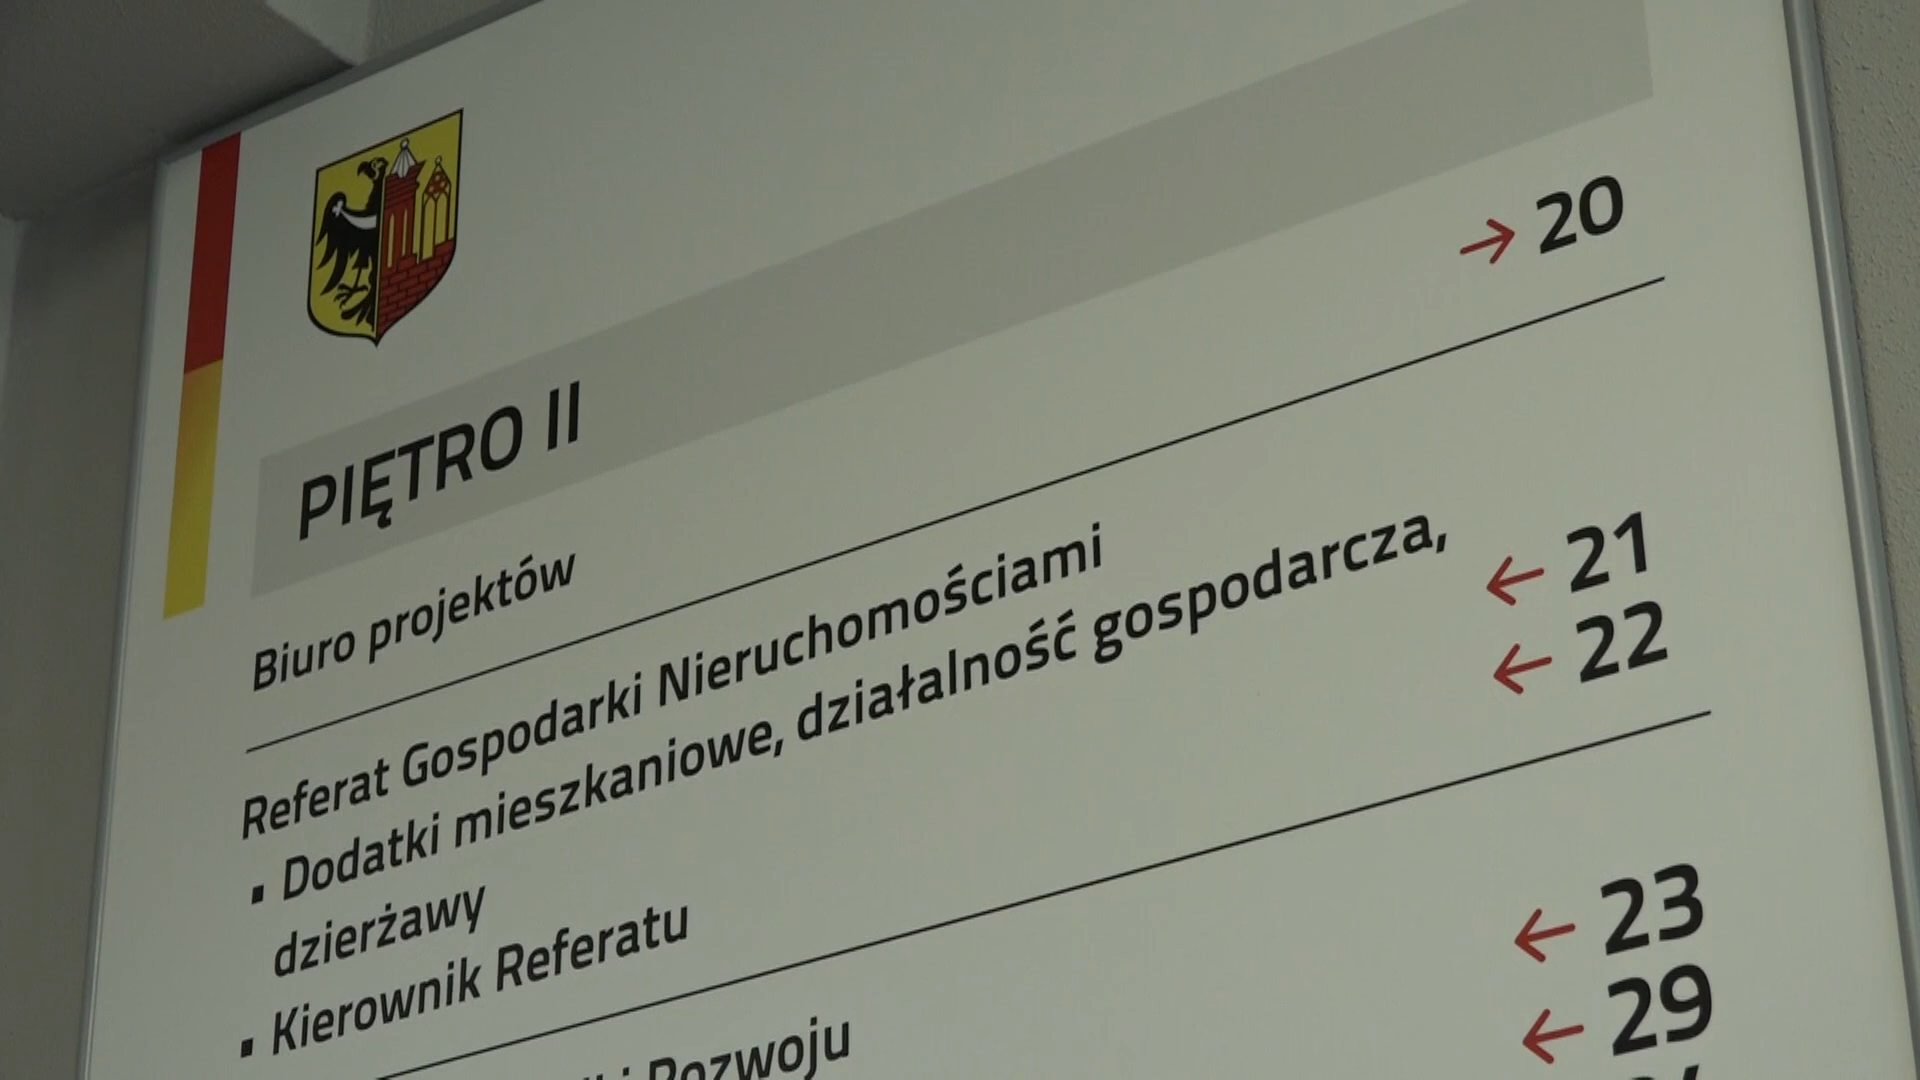 PIĘTRO II
Biuro projektów → 20
Referat Gospodarki Nieruchomościami
▪ Dodatki mieszkaniowe, działalność gospodarcza, ← 21
dzierżawy
▪ Kierownik Referatu ← 22
i Rozwoju ← 23
← 29